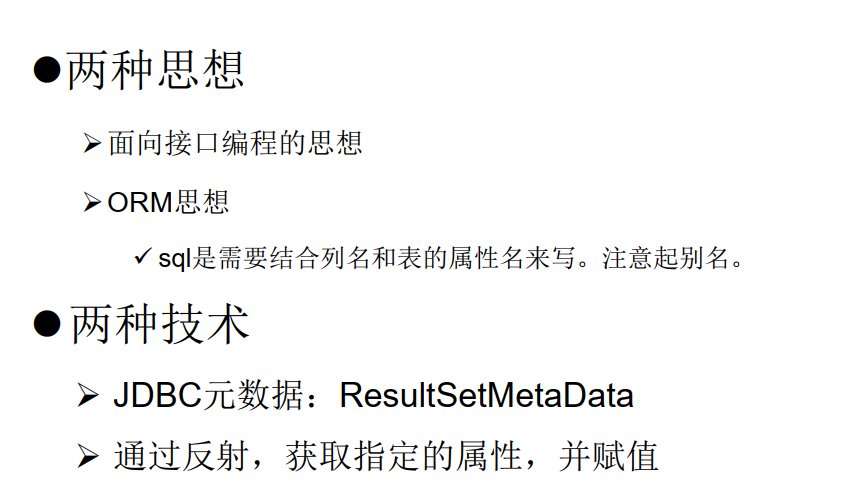 两种思想
面向接口编程的思想
ORM思想
sql是需要结合列名和表的属性名来写。注意起别名。
两种技术
JDBC元数据：ResultSetMetaData
通过反射，获取指定的属性，并赋值